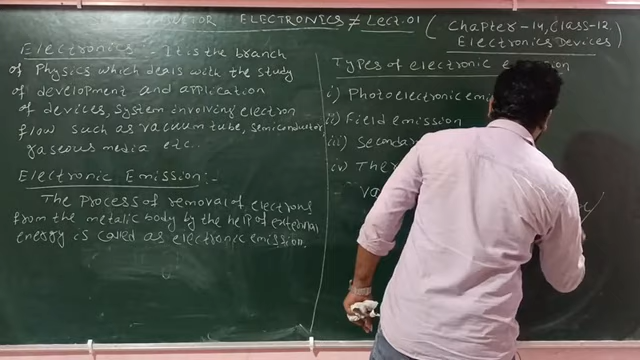 ELECTRONICS ≠ Lect.01 (Chapter-14, Class-12.
Electronics Devices)
Electronics:- It is the branch
of Physics which deals with the study
of development and application
of devices, system involving electron
flow such as vacuum tube, semiconductor
gaseous media etc..
Electronic Emission:-
The Process of removal of electrons
from the metalic body by the help of external
energy is called as electronic emission.
Types of electronic
i) Photoelectronic
ii) Field emission
iii)
iv)